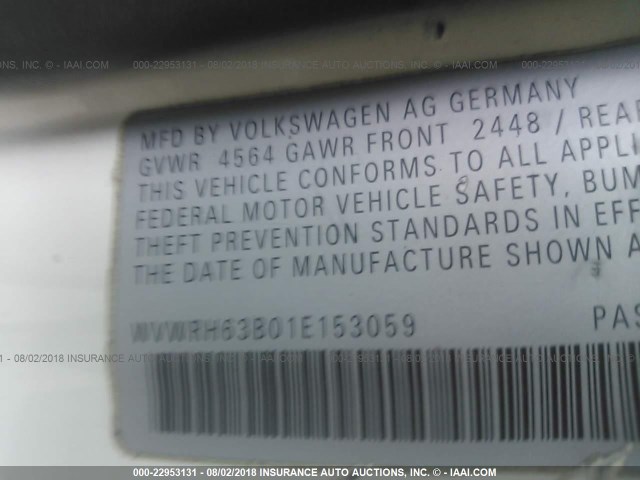 MFD BY VOLKSWAGEN AG GERMANY
GVWR 4564 GAWR FRONT 2448 / REAR
THIS VEHICLE CONFORMS TO ALL APPLI
FEDERAL MOTOR VEHICLE SAFETY, BUM
THEFT PREVENTION STANDARDS IN EFF
THE DATE OF MANUFACTURE SHOWN A
WVWRH63B01E153059 PAS
000-22953131 - 08/02/2018 INSURANCE AUTO AUCTIONS, INC. - © IAAI.COM